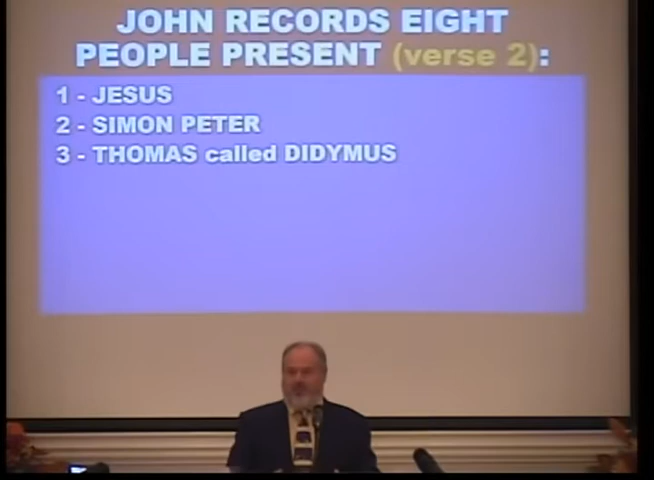 JOHN RECORDS EIGHT
PEOPLE PRESENT (verse 2):
1 - JESUS
2 - SIMON PETER
3 - THOMAS called DIDYMUS